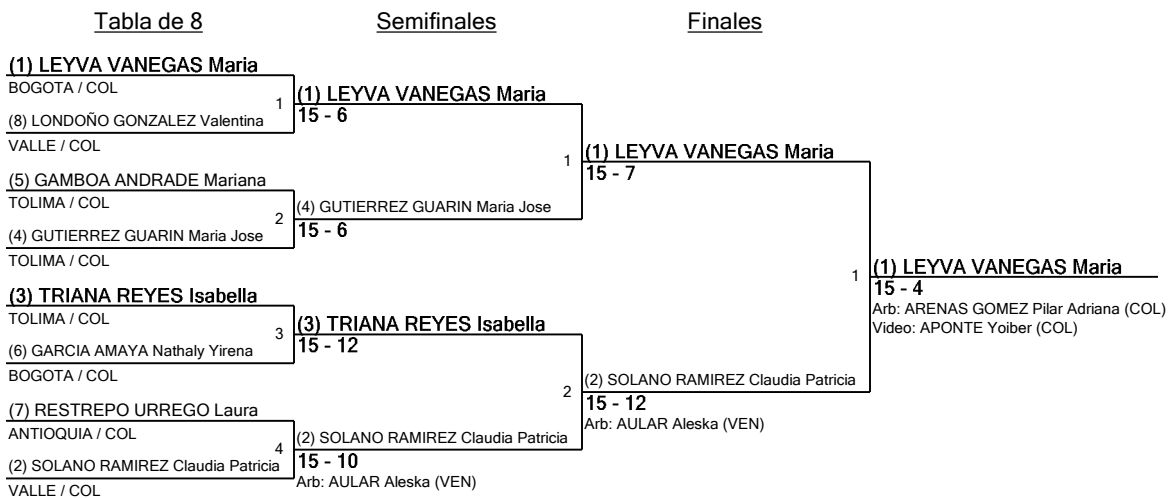 Tabla de 8
Semifinales
Finales
(1) LEYVA VANEGAS Maria
BOGOTA / COL
1
(8) LONDOÑO GONZALEZ Valentina
VALLE / COL
(5) GAMBOA ANDRADE Mariana
TOLIMA / COL
2
(4) GUTIERREZ GUARIN Maria Jose
TOLIMA / COL
(3) TRIANA REYES Isabella
TOLIMA / COL
3
(6) GARCIA AMAYA Nathaly Yirena
BOGOTA / COL
(7) RESTREPO URREGO Laura
ANTIOQUIA / COL
4
(2) SOLANO RAMIREZ Claudia Patricia
VALLE / COL
(1) LEYVA VANEGAS Maria
15 - 6
1
(4) GUTIERREZ GUARIN Maria Jose
15 - 6
(3) TRIANA REYES Isabella
15 - 12
2
(2) SOLANO RAMIREZ Claudia Patricia
15 - 10
Arb: AULAR Aleska (VEN)
(1) LEYVA VANEGAS Maria
15 - 7
1
(2) SOLANO RAMIREZ Claudia Patricia
15 - 12
Arb: AULAR Aleska (VEN)
(1) LEYVA VANEGAS Maria
15 - 4
Arb: ARENAS GOMEZ Pilar Adriana (COL)
Video: APONTE Yoiber (COL)